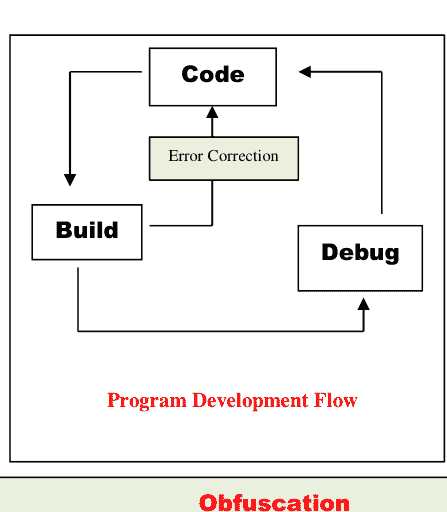 Code
Error Correction
Build
Debug
Program Development Flow
Obfuscation